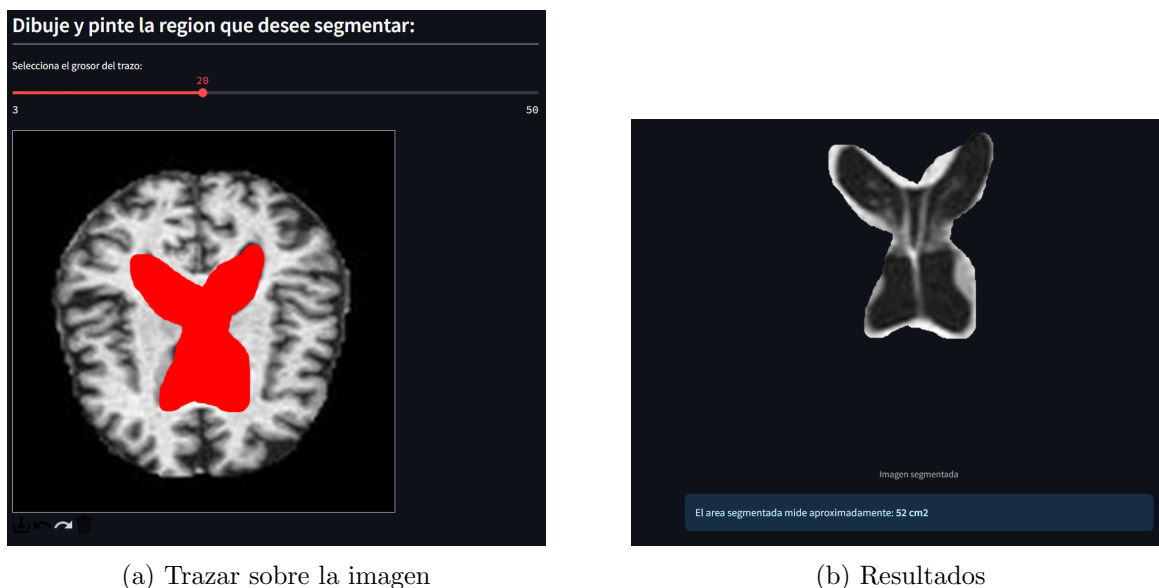 Dibuje y pinte la region que desee segmentar:
Selecciona el grosor del trazo:
20
3 50
(a) Trazar sobre la imagen
Imagen segmentada
El area segmentada mide aproximadamente: 52 cm2
(b) Resultados